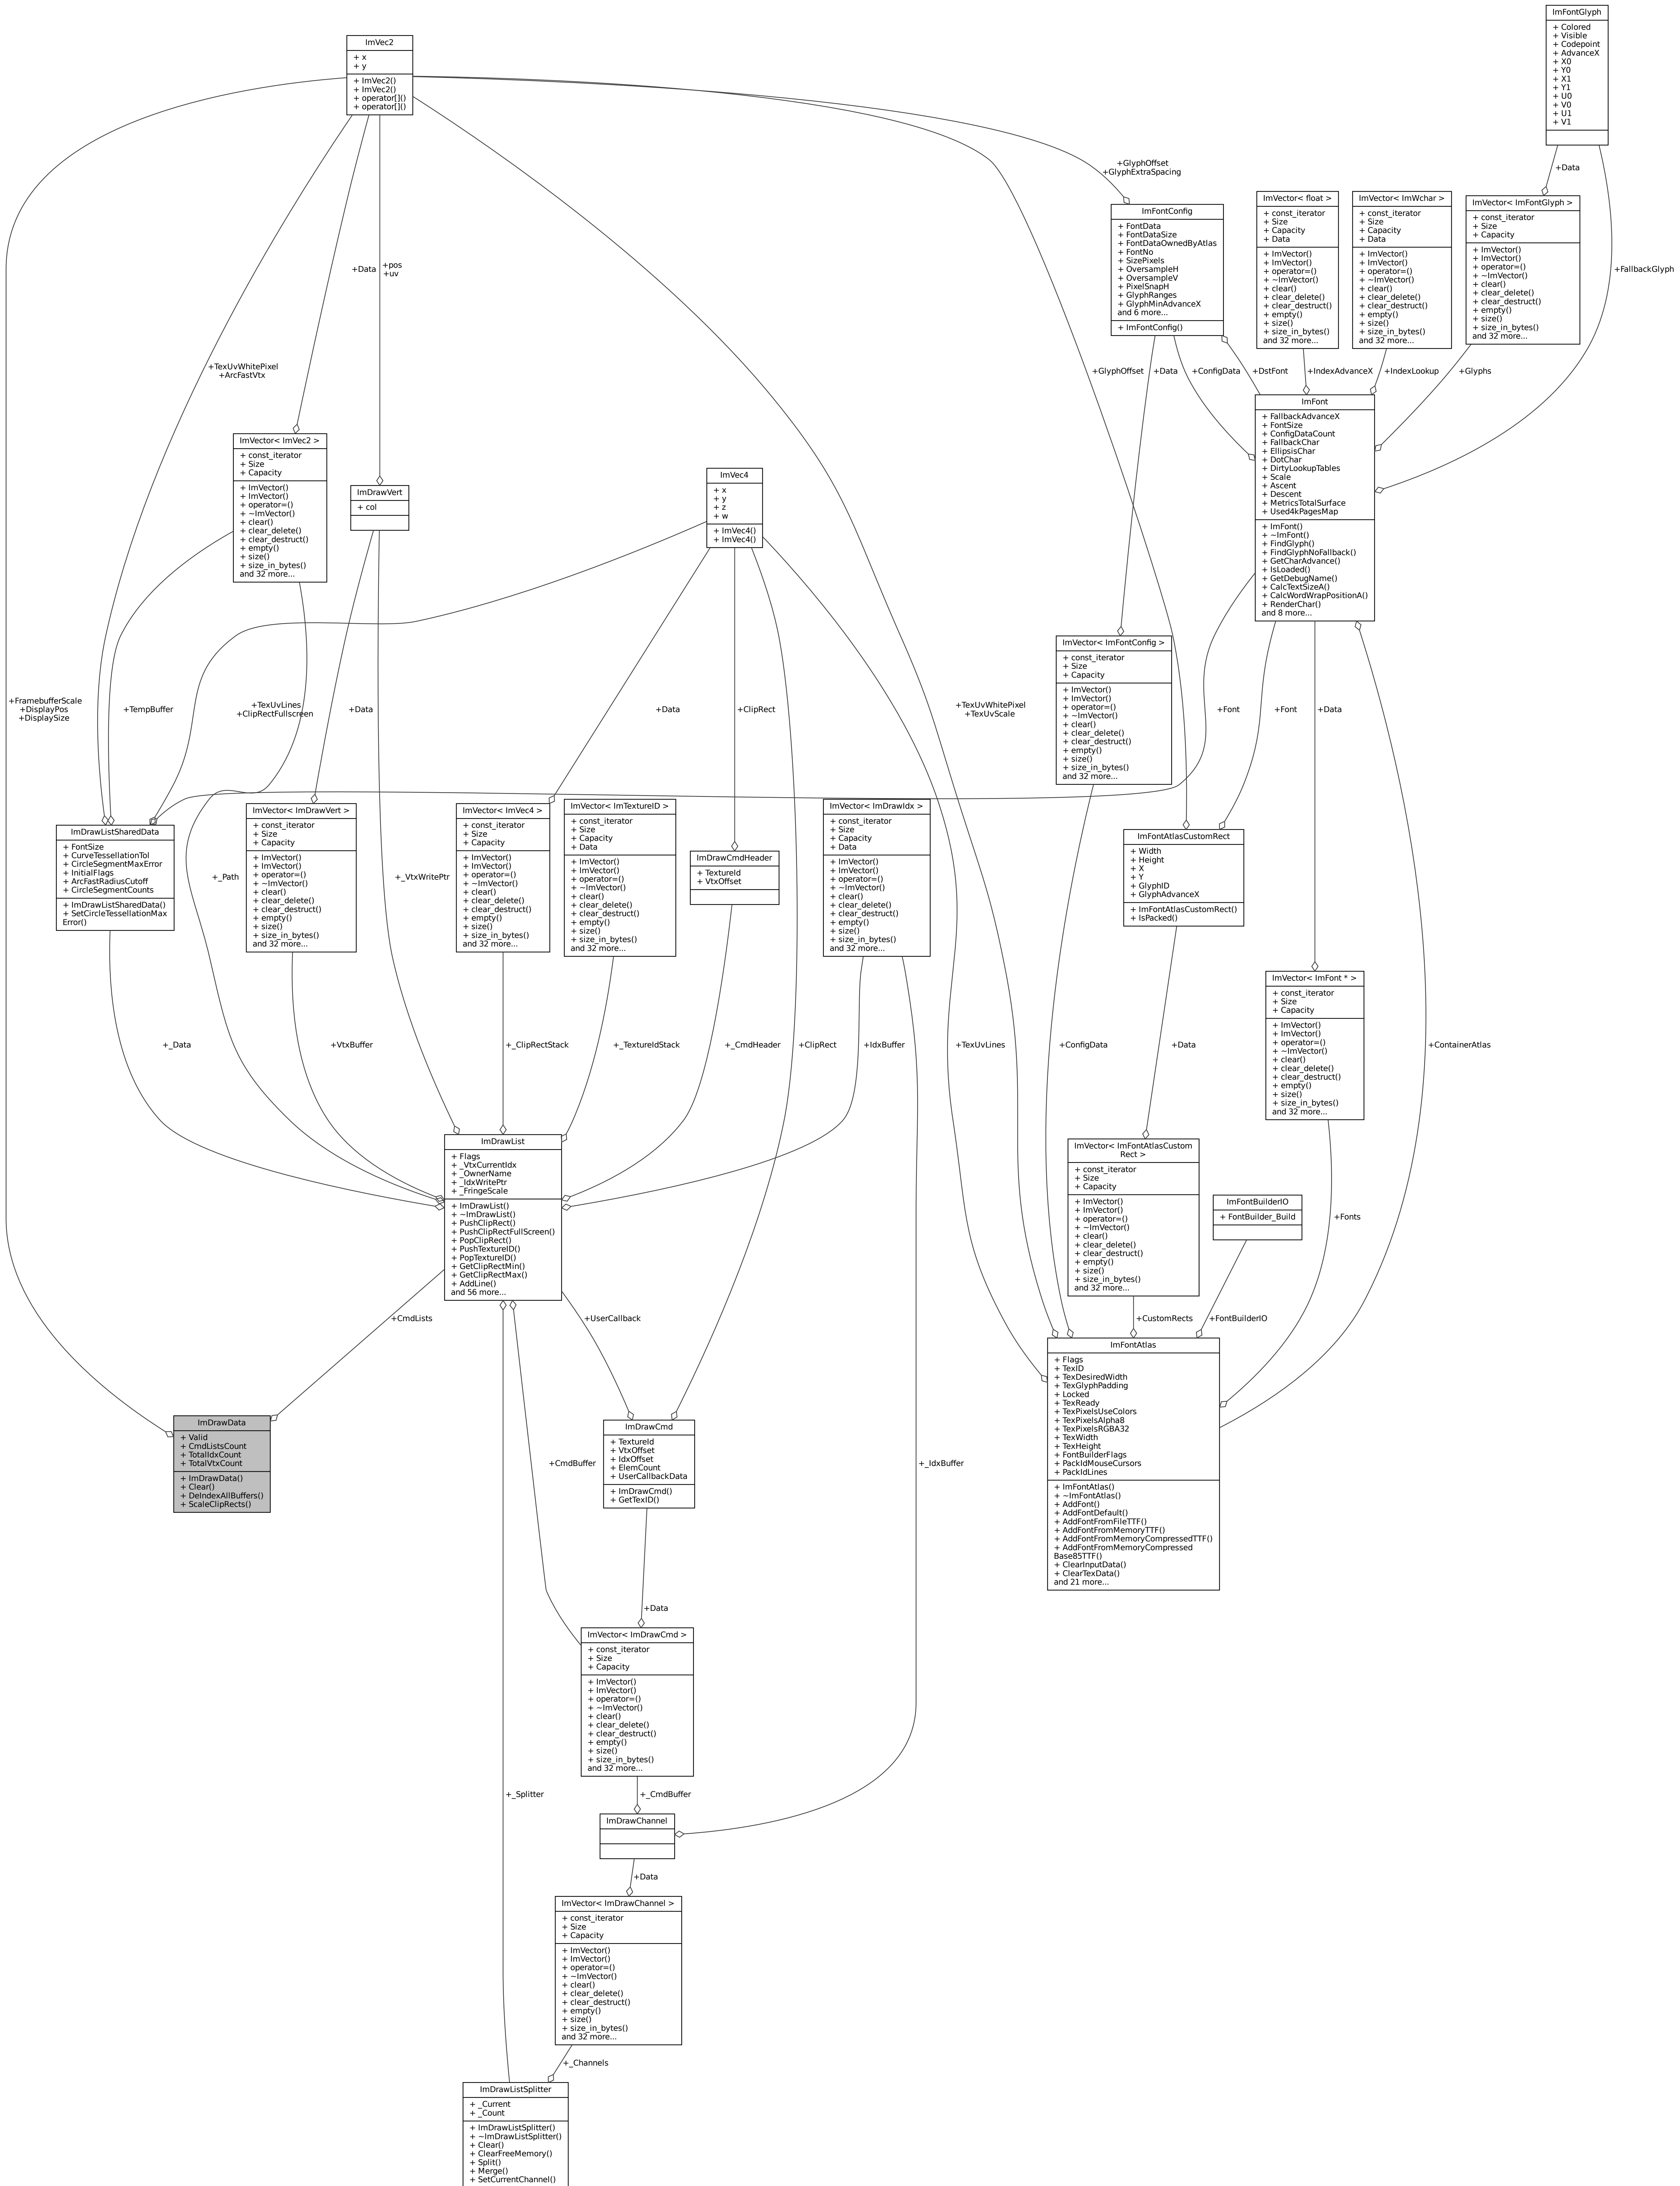 ImFontGlyph
+ Colored
+ Visible
+ Codepoint
+ AdvanceX
+ X0
+ Y0
+ X1
+ Y1
+ U0
+ V0
+ U1
+ V1
ImVec2
+ x
+ y
+ ImVec2()
+ ImVec2()
+ operator[]()
+ operator[]()
+GlyphOffset
+GlyphExtraSpacing
+Data
ImFontConfig
+ FontData
+ FontDataSize
+ FontDataOwnedByAtlas
+ FontNo
+ SizePixels
+ OversampleH
+ OversampleV
+ PixelSnapH
+ GlyphRanges
+ GlyphMinAdvanceX
and 6 more...
+ ImFontConfig()
ImVector< float >
+ const_iterator
+ Size
+ Capacity
+ Data
+ ImVector()
+ ImVector()
+ operator=()
+ ~ImVector()
+ clear()
+ clear_delete()
+ clear_destruct()
+ empty()
+ size()
+ size_in_bytes()
and 32 more...
ImVector< ImWchar >
+ const_iterator
+ Size
+ Capacity
+ Data
+ ImVector()
+ ImVector()
+ operator=()
+ ~ImVector()
+ clear()
+ clear_delete()
+ clear_destruct()
+ empty()
+ size()
+ size_in_bytes()
and 32 more...
ImVector< ImFontGlyph >
+ const_iterator
+ Size
+ Capacity
+ ImVector()
+ ImVector()
+ operator=()
+ ~ImVector()
+ clear()
+ clear_delete()
+ clear_destruct()
+ empty()
+ size()
+ size_in_bytes()
and 32 more...
+FallbackGlyph
+Data
+pos
+uv
+TexUvWhitePixel
+ArcFastVtx
+GlyphOffset
+Data
+ConfigData
+DstFont
+IndexAdvanceX
+IndexLookup
+Glyphs
ImFont
+ FallbackAdvanceX
+ FontSize
+ ConfigDataCount
+ FallbackChar
+ EllipsisChar
+ DotChar
+ DirtyLookupTables
+ Scale
+ Ascent
+ Descent
+ MetricsTotalSurface
+ Used4kPagesMap
+ ImFont()
+ ~ImFont()
+ FindGlyph()
+ FindGlyphNoFallback()
+ GetCharAdvance()
+ IsLoaded()
+ GetDebugName()
+ CalcTextSizeA()
+ CalcWordWrapPositionA()
+ RenderChar()
and 8 more...
ImVector< ImVec2 >
+ const_iterator
+ Size
+ Capacity
+ ImVector()
+ ImVector()
+ operator=()
+ ~ImVector()
+ clear()
+ clear_delete()
+ clear_destruct()
+ empty()
+ size()
+ size_in_bytes()
and 32 more...
ImDrawVert
+ col
ImVec4
+ x
+ y
+ z
+ w
+ ImVec4()
+ ImVec4()
ImVector< ImFontConfig >
+ const_iterator
+ Size
+ Capacity
+ ImVector()
+ ImVector()
+ operator=()
+ ~ImVector()
+ clear()
+ clear_delete()
+ clear_destruct()
+ empty()
+ size()
+ size_in_bytes()
and 32 more...
+FramebufferScale
+DisplayPos
+DisplaySize
+TempBuffer
+TexUvLines
+ClipRectFullscreen
+Data
+Data
+ClipRect
+TexUvWhitePixel
+TexUvScale
+Font
+Font
+Data
ImDrawListSharedData
+ FontSize
+ CurveTessellationTol
+ CircleSegmentMaxError
+ InitialFlags
+ ArcFastRadiusCutoff
+ CircleSegmentCounts
+ ImDrawListSharedData()
+ SetCircleTessellationMax
Error()
+_Path
ImVector< ImDrawVert >
+ const_iterator
+ Size
+ Capacity
+ ImVector()
+ ImVector()
+ operator=()
+ ~ImVector()
+ clear()
+ clear_delete()
+ clear_destruct()
+ empty()
+ size()
+ size_in_bytes()
and 32 more...
+_VtxWritePtr
ImVector< ImVec4 >
+ const_iterator
+ Size
+ Capacity
+ ImVector()
+ ImVector()
+ operator=()
+ ~ImVector()
+ clear()
+ clear_delete()
+ clear_destruct()
+ empty()
+ size()
+ size_in_bytes()
and 32 more...
ImVector< ImTextureID >
+ const_iterator
+ Size
+ Capacity
+ Data
+ ImVector()
+ ImVector()
+ operator=()
+ ~ImVector()
+ clear()
+ clear_delete()
+ clear_destruct()
+ empty()
+ size()
+ size_in_bytes()
and 32 more...
ImDrawCmdHeader
+ TextureId
+ VtxOffset
ImVector< ImDrawIdx >
+ const_iterator
+ Size
+ Capacity
+ Data
+ ImVector()
+ ImVector()
+ operator=()
+ ~ImVector()
+ clear()
+ clear_delete()
+ clear_destruct()
+ empty()
+ size()
+ size_in_bytes()
and 32 more...
ImFontAtlasCustomRect
+ Width
+ Height
+ X
+ Y
+ GlyphID
+ GlyphAdvanceX
+ ImFontAtlasCustomRect()
+ IsPacked()
ImVector< ImFont * >
+ const_iterator
+ Size
+ Capacity
+ ImVector()
+ ImVector()
+ operator=()
+ ~ImVector()
+ clear()
+ clear_delete()
+ clear_destruct()
+ empty()
+ size()
+ size_in_bytes()
and 32 more...
+_Data
+VtxBuffer
+_ClipRectStack
+_TextureIdStack
+_CmdHeader
+ClipRect
+IdxBuffer
+TexUvLines
+ConfigData
+Data
+ContainerAtlas
ImDrawList
+ Flags
+ _VtxCurrentIdx
+ _OwnerName
+ _IdxWritePtr
+ _FringeScale
+ ImDrawList()
+ ~ImDrawList()
+ PushClipRect()
+ PushClipRectFullScreen()
+ PopClipRect()
+ PushTextureID()
+ PopTextureID()
+ GetClipRectMin()
+ GetClipRectMax()
+ AddLine()
and 56 more...
ImVector< ImFontAtlasCustom
Rect >
+ const_iterator
+ Size
+ Capacity
+ ImVector()
+ ImVector()
+ operator=()
+ ~ImVector()
+ clear()
+ clear_delete()
+ clear_destruct()
+ empty()
+ size()
+ size_in_bytes()
and 32 more...
ImFontBuilderIO
+ FontBuilder_Build
+Fonts
+CmdLists
+UserCallback
+CustomRects
+FontBuilderIO
ImFontAtlas
+ Flags
+ TexID
+ TexDesiredWidth
+ TexGlyphPadding
+ Locked
+ TexReady
+ TexPixelsUseColors
+ TexPixelsAlpha8
+ TexPixelsRGBA32
+ TexWidth
+ TexHeight
+ FontBuilderFlags
+ PackIdMouseCursors
+ PackIdLines
+ ImFontAtlas()
+ ~ImFontAtlas()
+ AddFont()
+ AddFontDefault()
+ AddFontFromFileTTF()
+ AddFontFromMemoryTTF()
+ AddFontFromMemoryCompressedTTF()
+ AddFontFromMemoryCompressed
Base85TTF()
+ ClearInputData()
+ ClearTexData()
and 21 more...
ImDrawData
+ Valid
+ CmdListsCount
+ TotalIdxCount
+ TotalVtxCount
+ ImDrawData()
+ Clear()
+ DeIndexAllBuffers()
+ ScaleClipRects()
ImDrawCmd
+ TextureId
+ VtxOffset
+ IdxOffset
+ ElemCount
+ UserCallbackData
+ ImDrawCmd()
+ GetTexID()
+CmdBuffer
+_IdxBuffer
+Data
ImVector< ImDrawCmd >
+ const_iterator
+ Size
+ Capacity
+ ImVector()
+ ImVector()
+ operator=()
+ ~ImVector()
+ clear()
+ clear_delete()
+ clear_destruct()
+ empty()
+ size()
+ size_in_bytes()
and 32 more...
+_Splitter
+_CmdBuffer
ImDrawChannel
+Data
ImVector< ImDrawChannel >
+ const_iterator
+ Size
+ Capacity
+ ImVector()
+ ImVector()
+ operator=()
+ ~ImVector()
+ clear()
+ clear_delete()
+ clear_destruct()
+ empty()
+ size()
+ size_in_bytes()
and 32 more...
+_Channels
ImDrawListSplitter
+ _Current
+ _Count
+ ImDrawListSplitter()
+ ~ImDrawListSplitter()
+ Clear()
+ ClearFreeMemory()
+ Split()
+ Merge()
+ SetCurrentChannel()